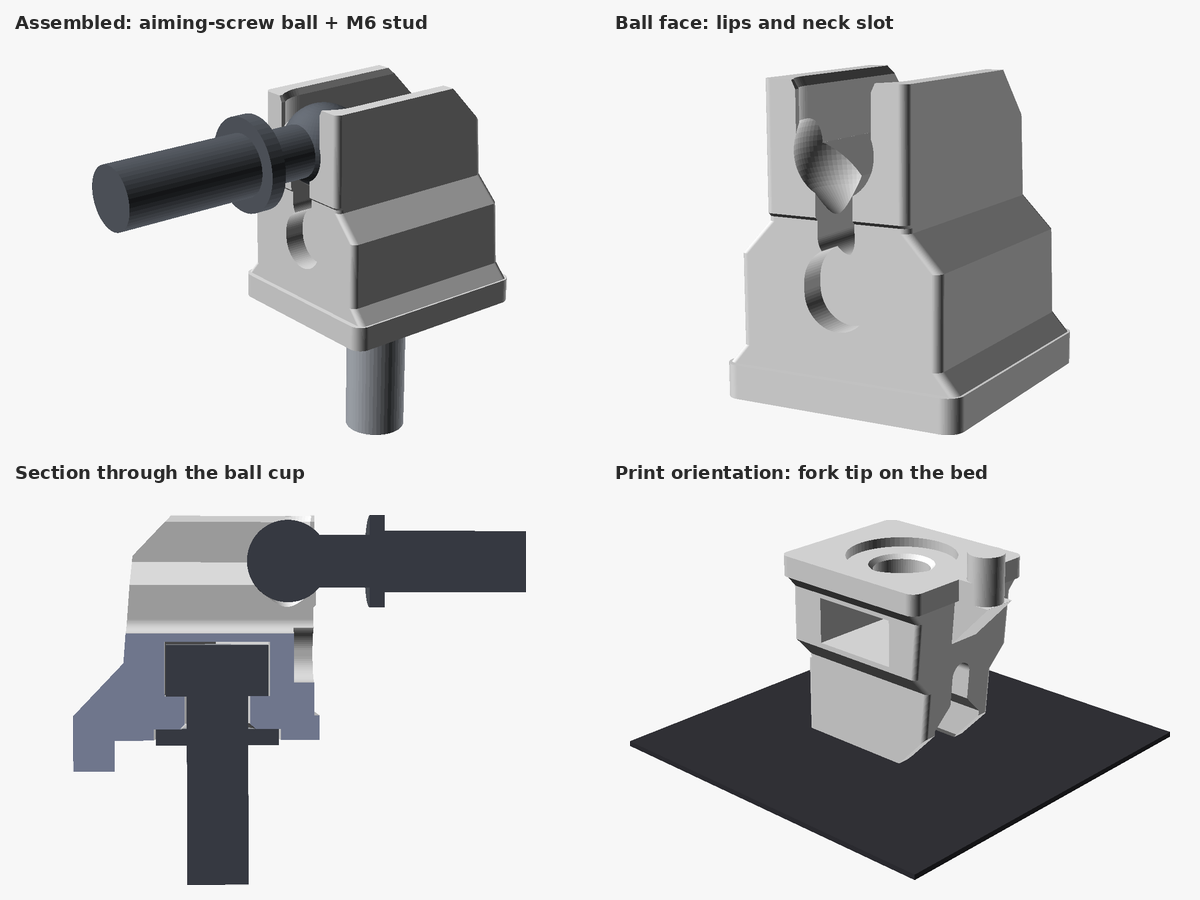 Assembled: aiming-screw ball + M6 stud
Ball face: lips and neck slot
Section through the ball cup
Print orientation: fork tip on the bed